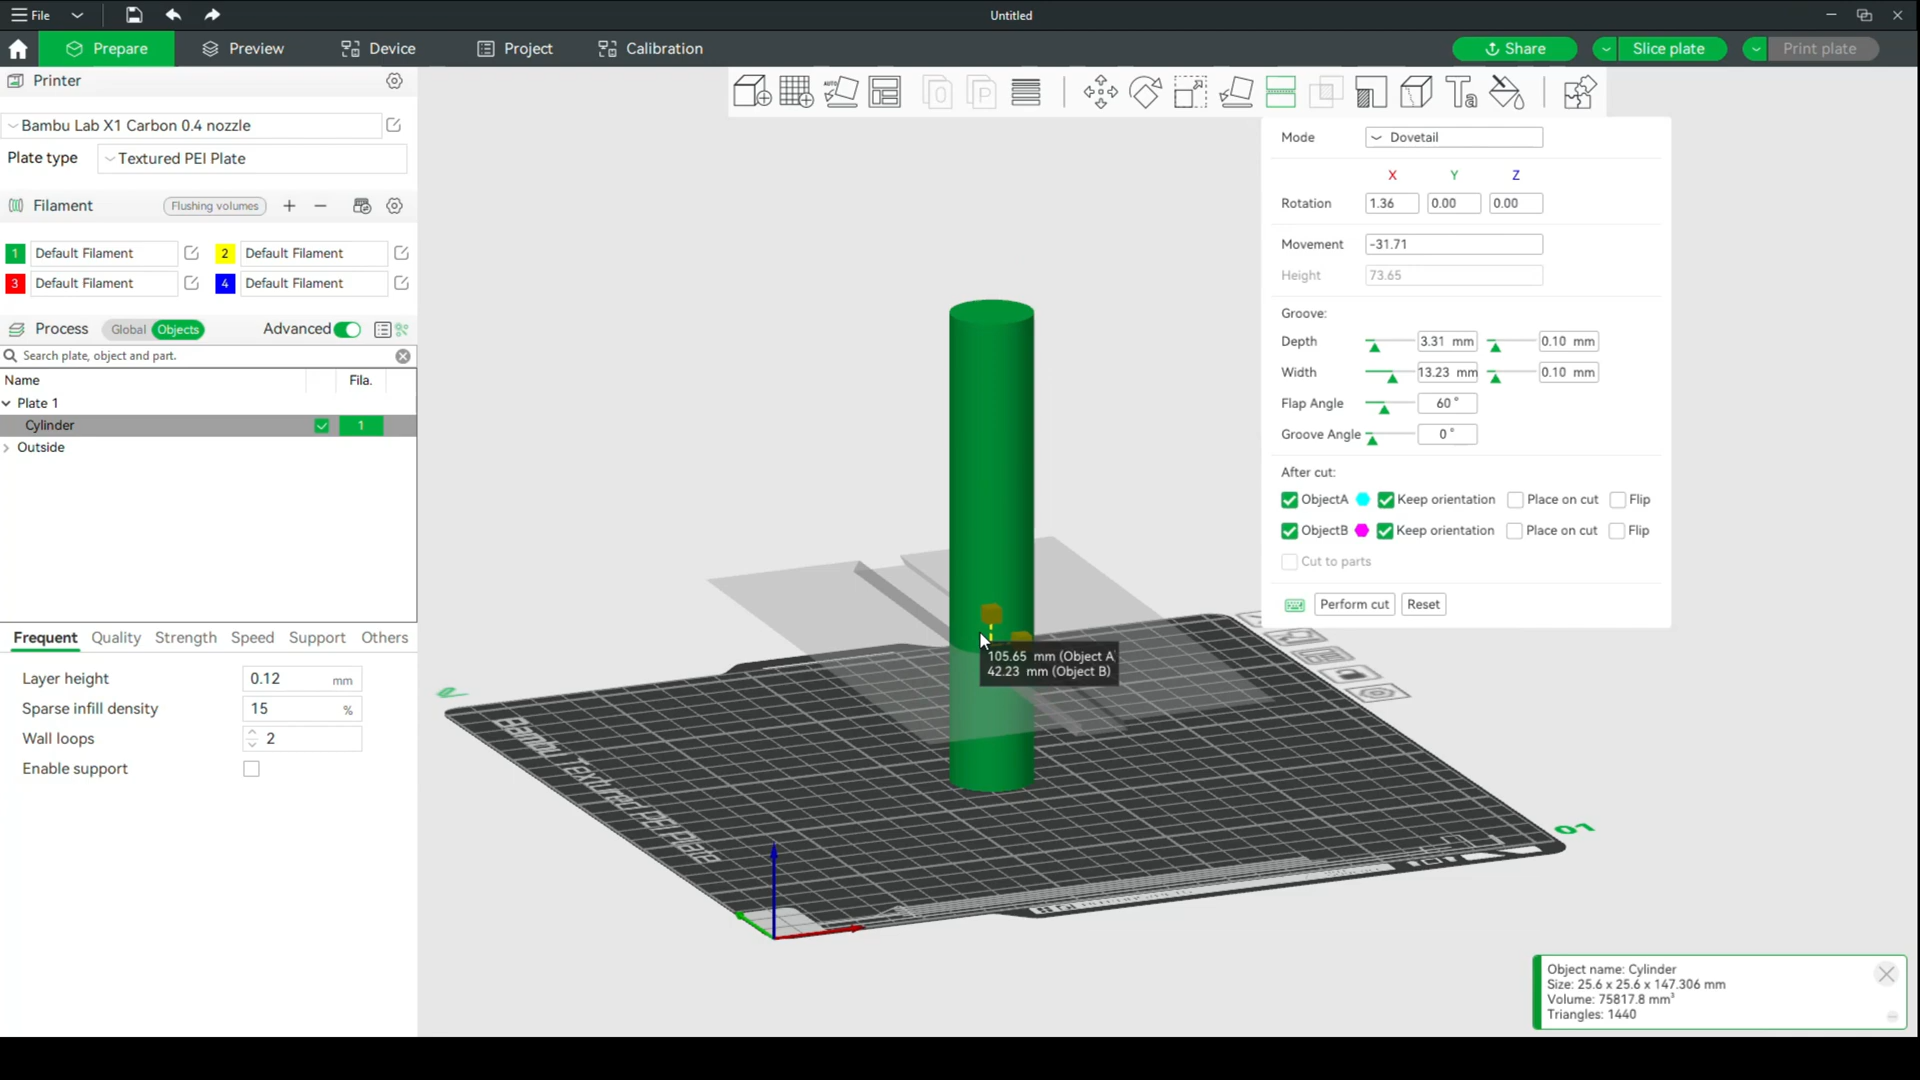 File
Untitled
Prepare
Preview
Device
Project
Calibration
Share
Slice plate
Print plate
Printer
Bambu Lab X1 Carbon 0.4 nozzle
Plate type
Textured PEI Plate
Filament
Flushing volumes
1 Default Filament
2 Default Filament
3 Default Filament
4 Default Filament
Process
Global
Objects
Advanced
Search plate, object and part.
Name
Fila.
Plate 1
Cylinder
1
Outside
Frequent
Quality
Strength
Speed
Support
Others
Layer height
0.12
mm
Sparse infill density
15
%
Wall loops
2
Enable support
AUTO
0
P
Ta
Mode
Dovetail
X
Y
Z
Rotation
1.36
0.00
0.00
Movement
-31.71
Height
73.65
Groove:
Depth
3.31 mm
0.10 mm
Width
13.23 mm
0.10 mm
Flap Angle
60 °
Groove Angle
0 °
After cut:
ObjectA
Keep orientation
Place on cut
Flip
ObjectB
Keep orientation
Place on cut
Flip
Cut to parts
Perform cut
Reset
105.65 mm (Object A
42.23 mm (Object B)
Bambu Textured PEI Plate
01
Object name: Cylinder
Size: 25.6 x 25.6 x 147.306 mm
Volume: 75817.8 mm³
Triangles: 1440